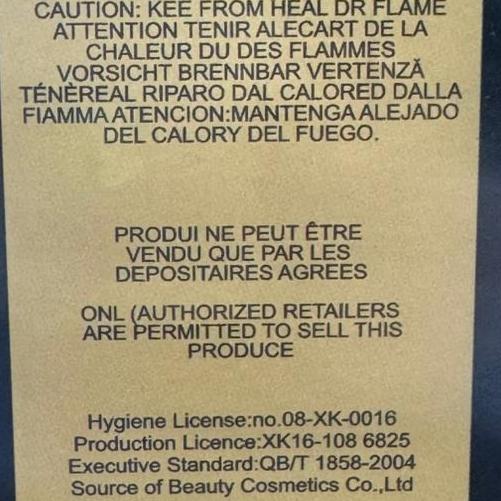 CAUTION: KEE FROM HEAL DR FLAME
ATTENTION TENIR ALECART DE LA
CHALEUR DU DES FLAMMES
VORSICHT BRENNBAR VERTENZĂ
TÉNÈREAL RIPARO DAL CALORED DALLA
FIAMMA ATENCION:MANTENGA ALEJADO
DEL CALORY DEL FUEGO.
PRODUI NE PEUT ÊTRE
VENDU QUE PAR LES
DEPOSITAIRES AGREES
ONL (AUTHORIZED RETAILERS
ARE PERMITTED TO SELL THIS
PRODUCE
Hygiene License:no.08-XK-0016
Production Licence:XK16-108 6825
Executive Standard:QB/T 1858-2004
Source of Beauty Cosmetics Co.,Ltd